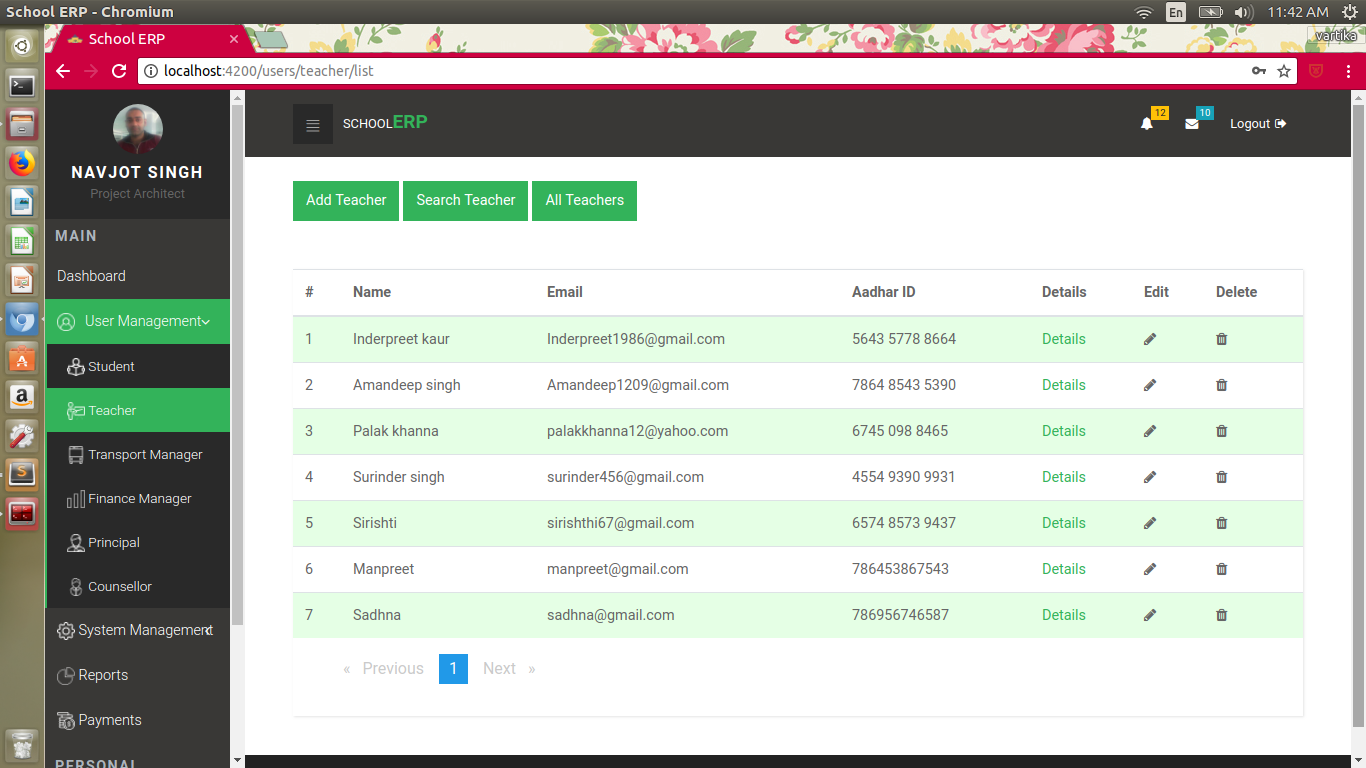 School ERP - Chromium
En
11:42 AM
School ERP
vartika
localhost:4200/users/teacher/list
NAVJOT SINGH
Project Architect
MAIN
Dashboard
User Management
Student
Teacher
Transport Manager
Finance Manager
Principal
Counsellor
System Management
Reports
Payments
PERSONAL
SCHOOLERP
12
10
Logout
Add Teacher Search Teacher All Teachers
# Name Email Aadhar ID Details Edit Delete
1 Inderpreet kaur Inderpreet1986@gmail.com 5643 5778 8664 Details
2 Amandeep singh Amandeep1209@gmail.com 7864 8543 5390 Details
3 Palak khanna palakkhanna12@yahoo.com 6745 098 8465 Details
4 Surinder singh surinder456@gmail.com 4554 9390 9931 Details
5 Sirishti sirishthi67@gmail.com 6574 8573 9437 Details
6 Manpreet manpreet@gmail.com 786453867543 Details
7 Sadhna sadhna@gmail.com 786956746587 Details
« Previous 1 Next »